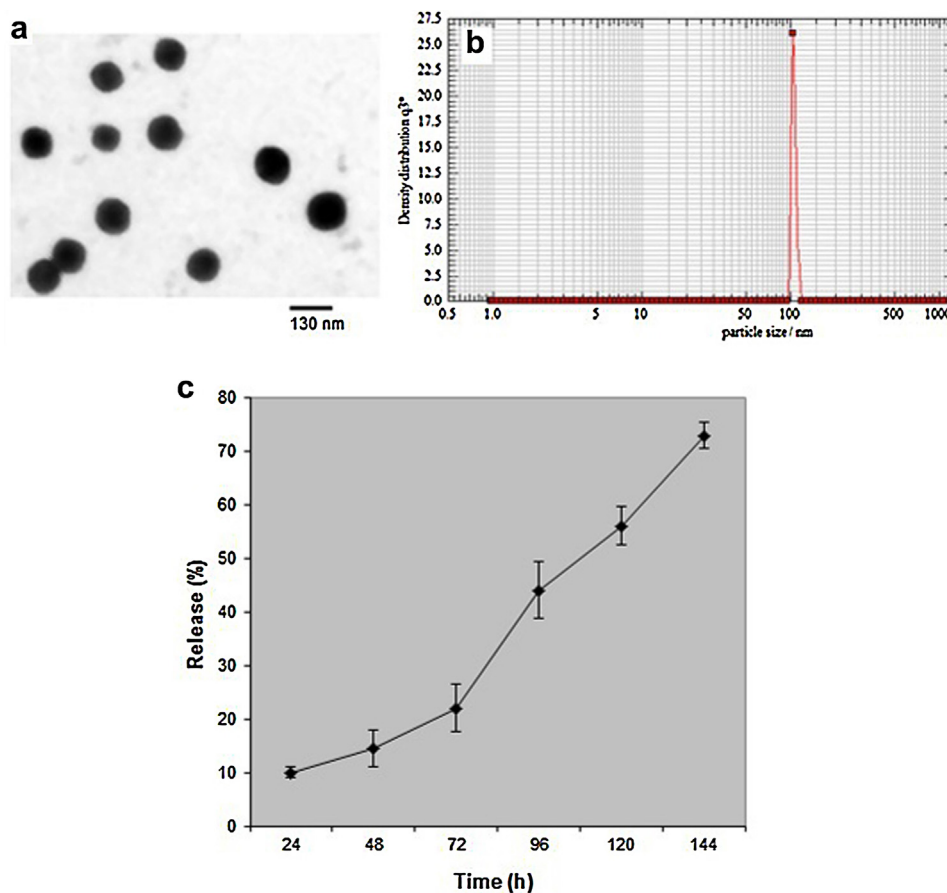 a
130 nm
b
27.5
25.0
22.5
20.0
17.5
15.0
12.5
10.0
7.5
5.0
2.5
0.0
Density distribution q3*
0.5 1.0 5 10 50 100 500 1000
particle size / nm
c
80
70
60
50
40
30
20
10
0
Release (%)
24 48 72 96 120 144
Time (h)